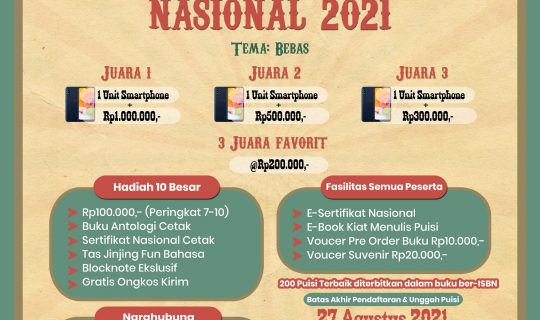 NASIONAL 2021
TEMA: BEBAS
JUARA 1
1 Unit Smartphone
+
Rp1.000.000,-
JUARA 2
1 Unit Smartphone
+
Rp500.000,-
JUARA 3
1 Unit Smartphone
+
Rp300.000,-
3 JUARA FAVORIT
@Rp200.000,-
Hadiah 10 Besar
Rp100.000,- (Peringkat 7-10)
Buku Antologi Cetak
Sertifikat Nasional Cetak
Tas Jinjing Fun Bahasa
Blocknote Ekslusif
Gratis Ongkos Kirim
Fasilitas Semua Peserta
E-Sertifikat Nasional
E-Book Kiat Menulis Puisi
Voucer Pre Order Buku Rp10.000,-
Voucer Suvenir Rp20.000,-
200 Puisi Terbaik diterbitkan dalam buku ber-ISBN
Batas Akhir Pendaftaran & Unggah Puisi
27 Agustus 2021
Narahubung